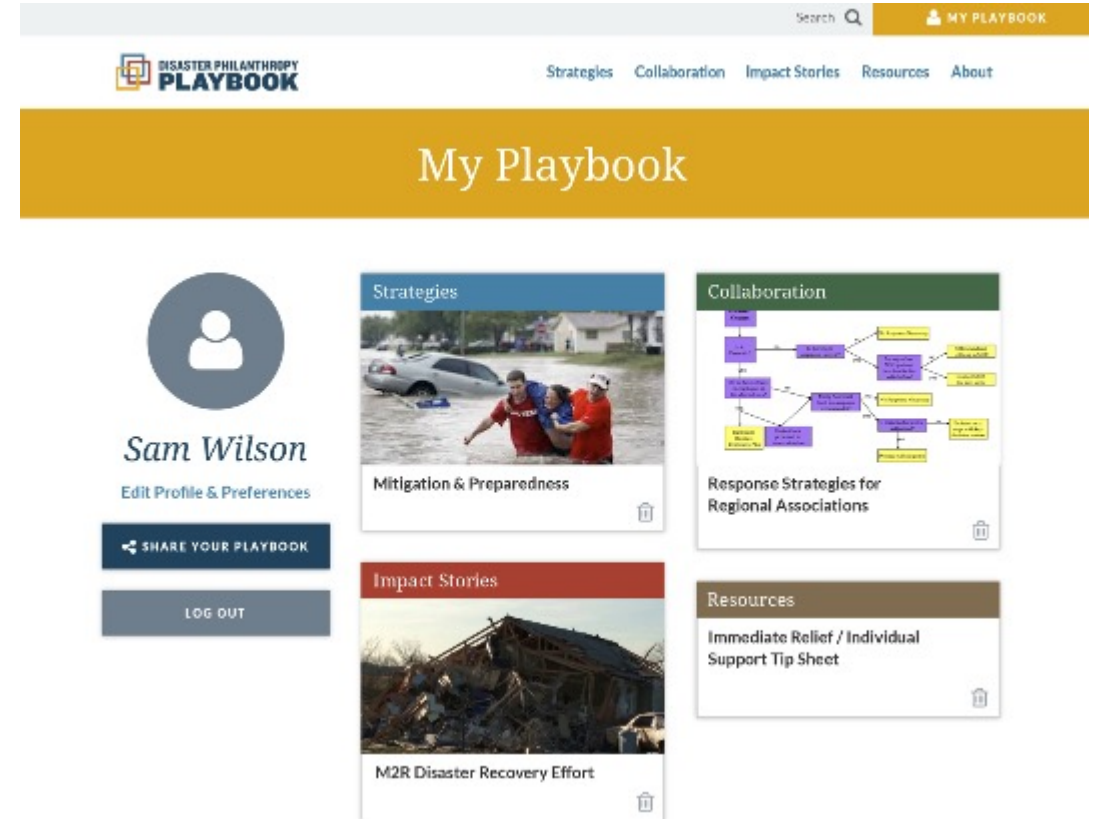 Search
MY PLAYBOOK
DISASTER PHILANTHROPY
PLAYBOOK
Strategies Collaboration Impact Stories Resources About
My Playbook
Sam Wilson
Edit Profile & Preferences
SHARE YOUR PLAYBOOK
LOG OUT
Strategies
Mitigation & Preparedness
Collaboration
Response Strategies for
Regional Associations
Impact Stories
M2R Disaster Recovery Effort
Resources
Immediate Relief / Individual
Support Tip Sheet